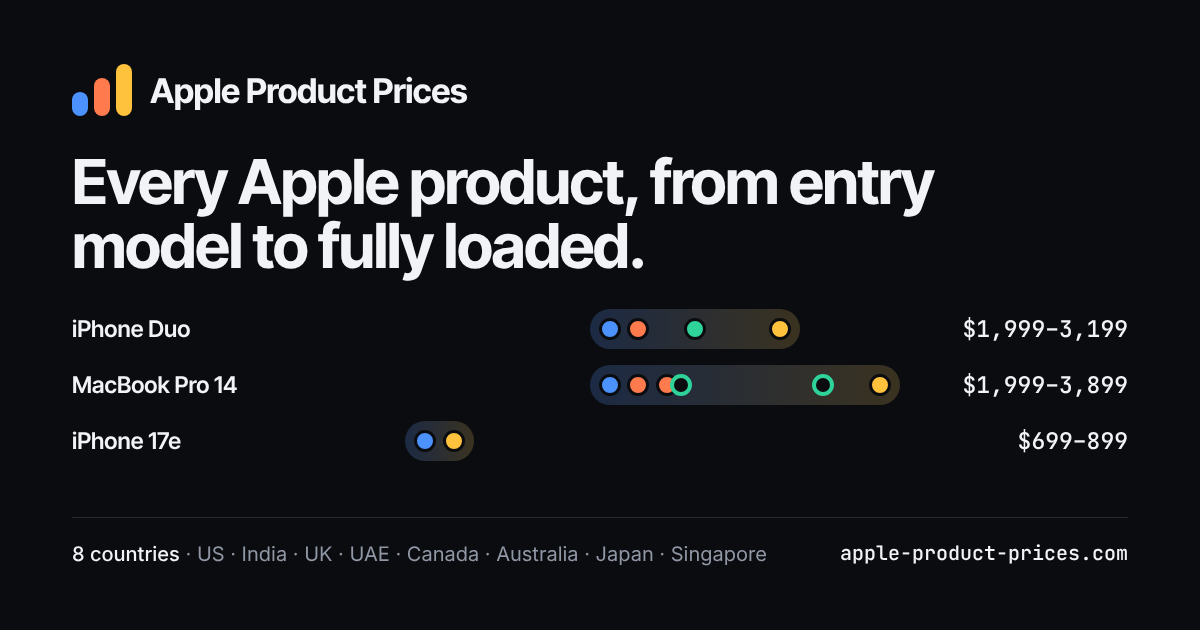 Apple Product Prices
Every Apple product, from entry
model to fully loaded.
iPhone Duo $1,999–3,199
MacBook Pro 14 $1,999–3,899
iPhone 17e $699–899
8 countries · US · India · UK · UAE · Canada · Australia · Japan · Singapore apple-product-prices.com